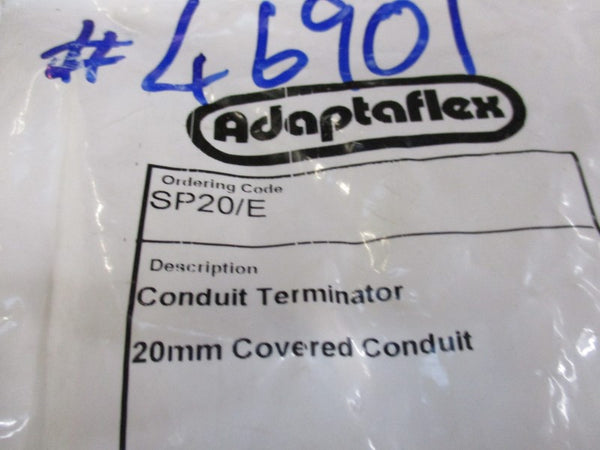 #46901
Adaptaflex
Ordering Code
SP20/E
Description
Conduit Terminator
20mm Covered Conduit